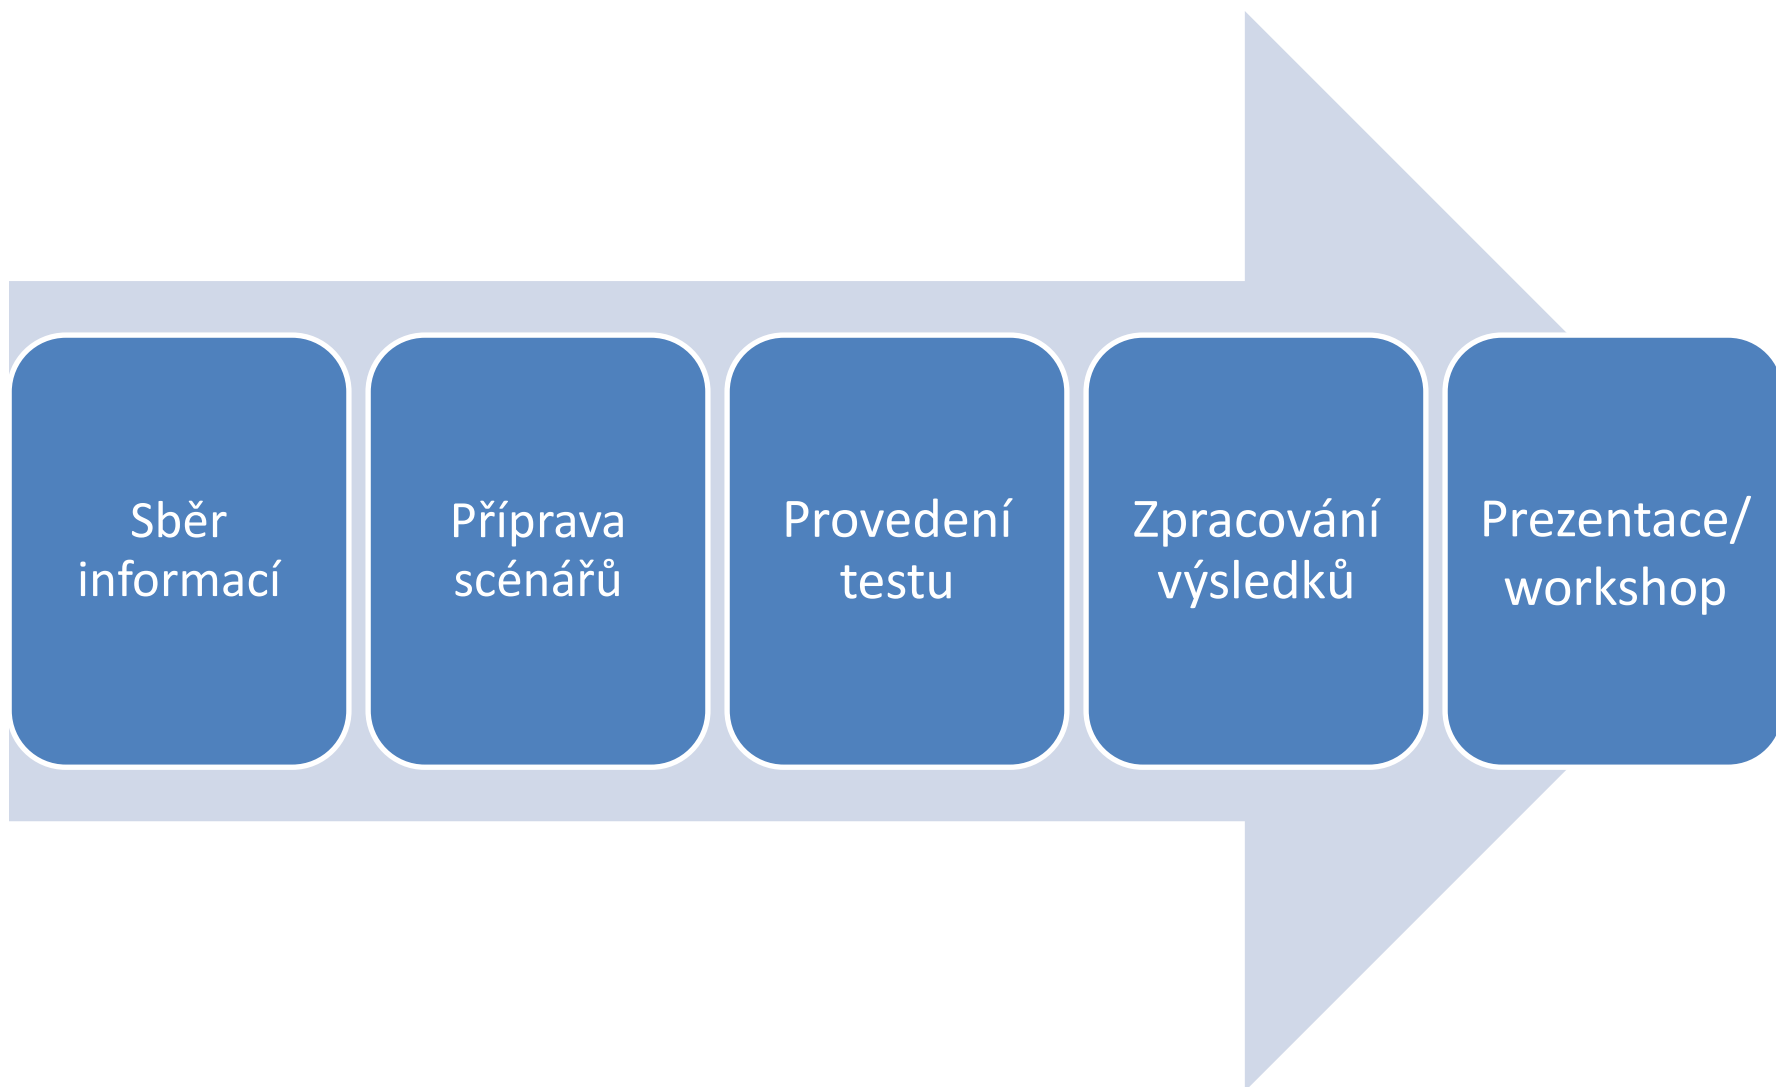 Sběr
informací
Příprava
scénářů
Provedení
testu
Zpracování
výsledků
Prezentace/
workshop